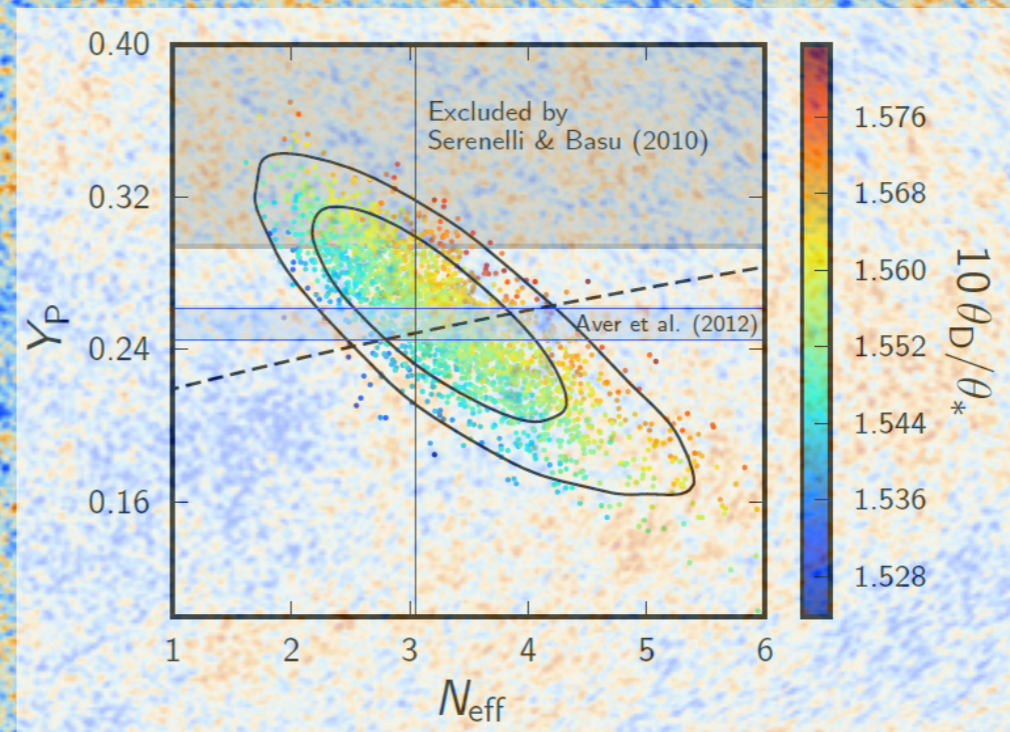 0.40
Excluded by
Serenelli & Basu (2010)
0.32
Aver et al. (2012)
0.24
0.16
Y_P
1 2 3 4 5 6
N_eff
1.576
1.568
1.560
1.552
1.544
1.536
1.528
10 θ_D/θ_*